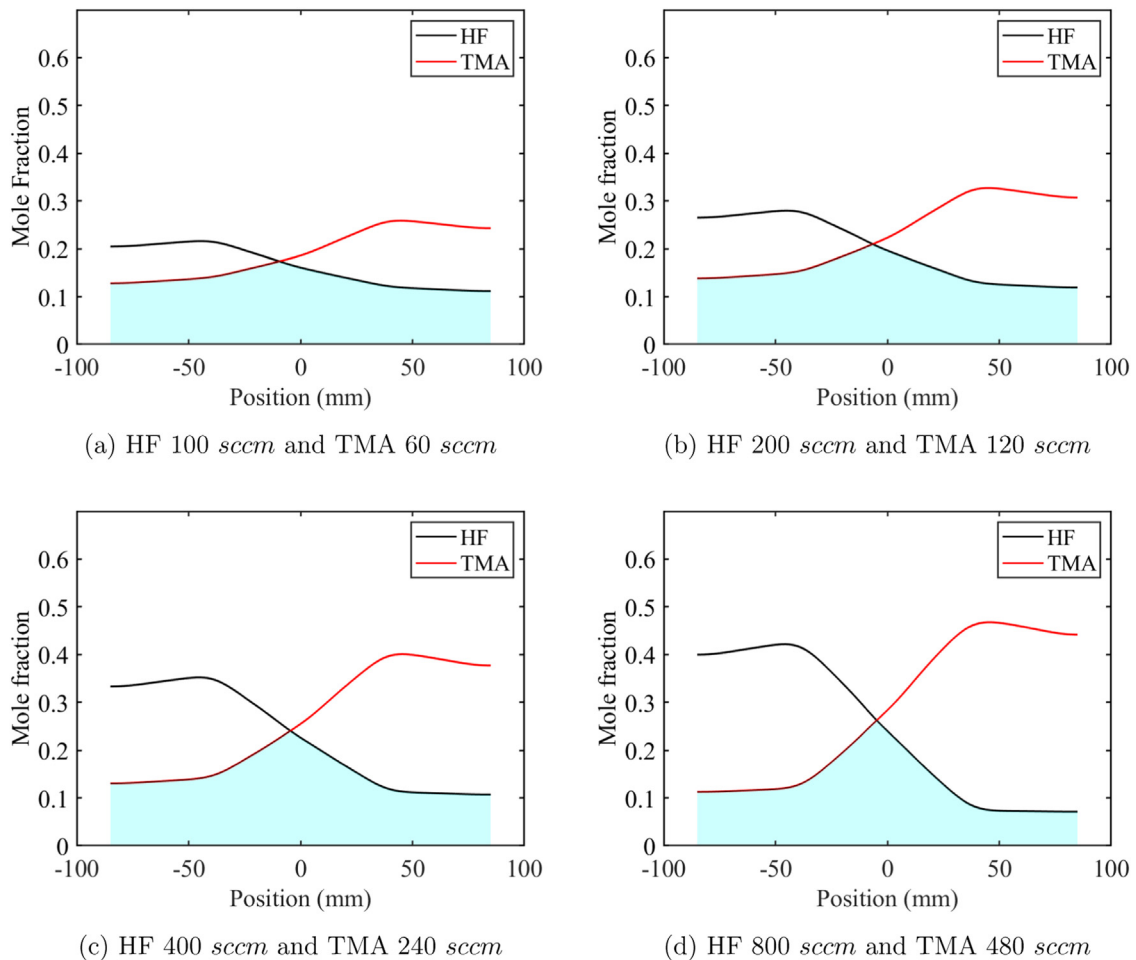 HF
TMA
Mole Fraction
0.6
0.5
0.4
0.3
0.2
0.1
0
-100
-50
0
50
100
Position (mm)
(a) HF 100 sccm and TMA 60 sccm
HF
TMA
Mole fraction
0.6
0.5
0.4
0.3
0.2
0.1
0
-100
-50
0
50
100
Position (mm)
(b) HF 200 sccm and TMA 120 sccm
HF
TMA
Mole fraction
0.6
0.5
0.4
0.3
0.2
0.1
0
-100
-50
0
50
100
Position (mm)
(c) HF 400 sccm and TMA 240 sccm
HF
TMA
Mole fraction
0.6
0.5
0.4
0.3
0.2
0.1
0
-100
-50
0
50
100
Position (mm)
(d) HF 800 sccm and TMA 480 sccm